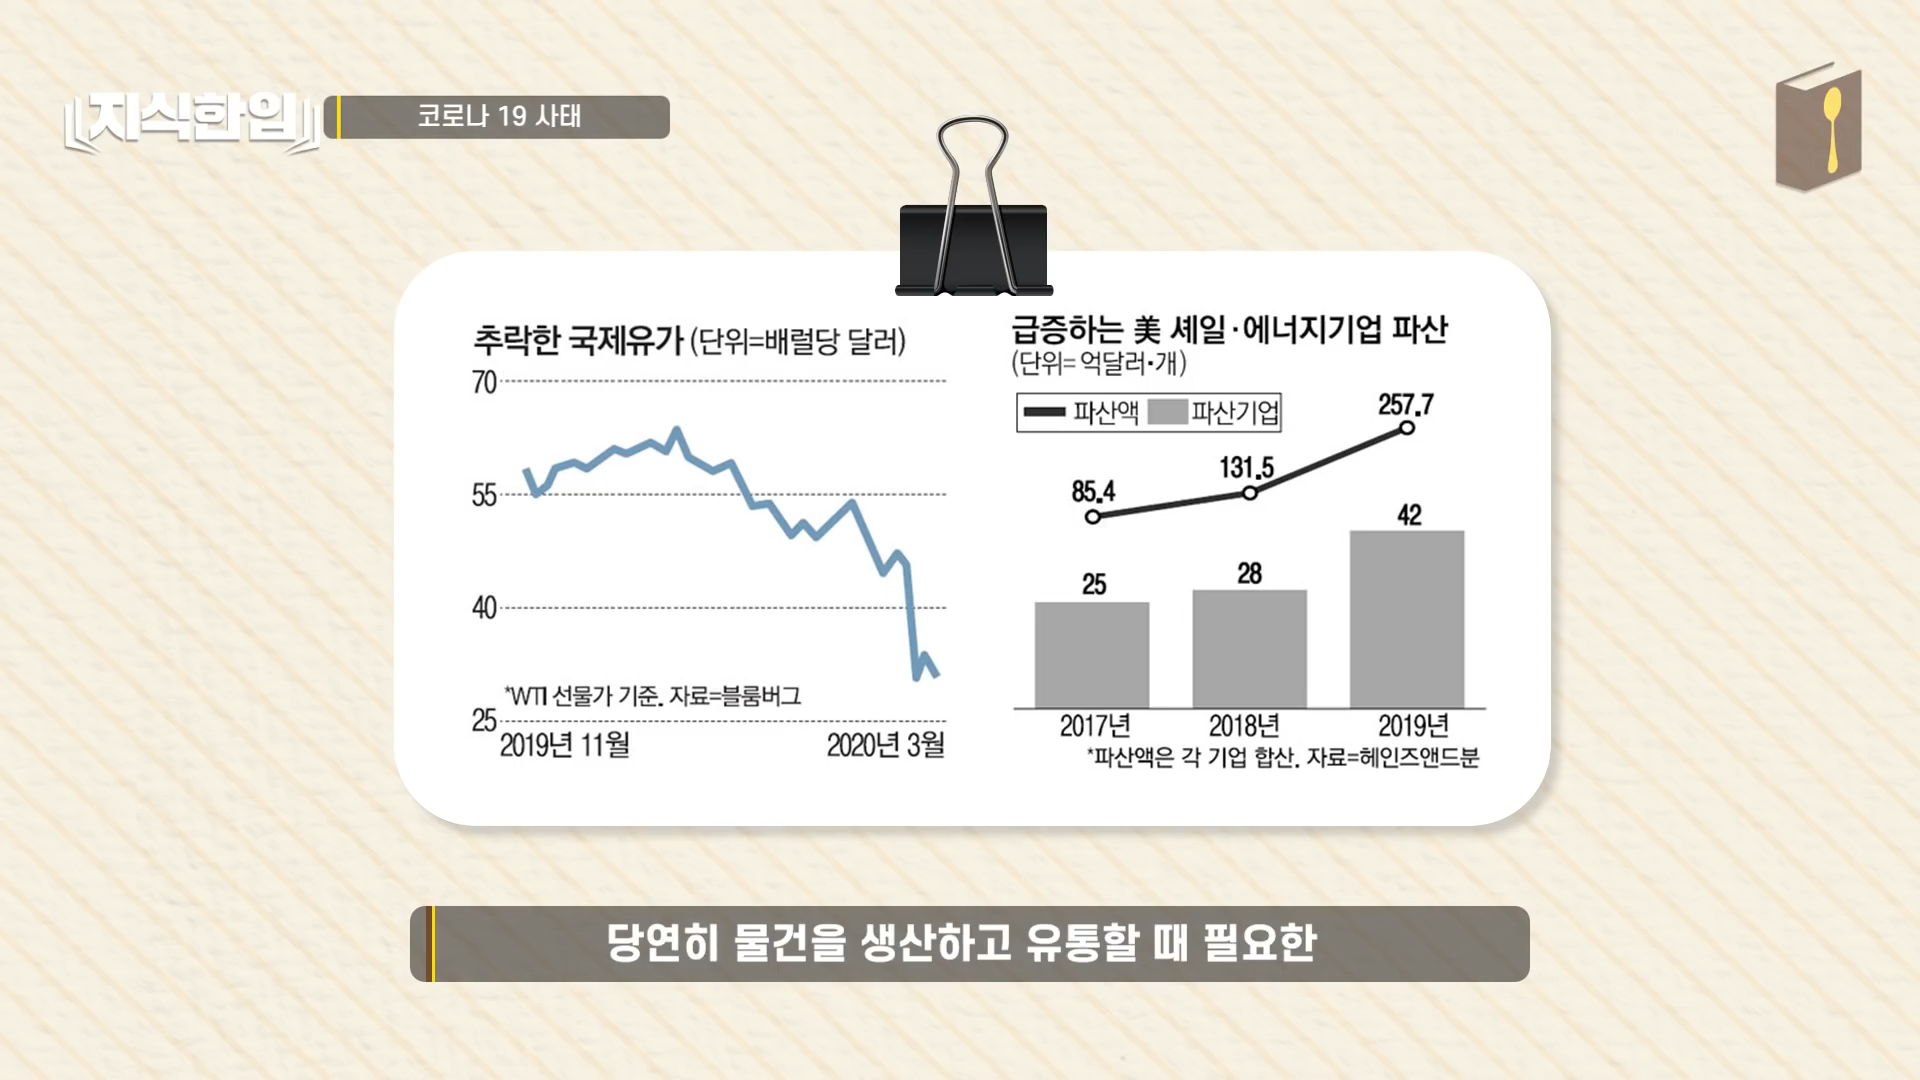 지식한입
코로나 19 사태
추락한 국제유가 (단위=배럴당 달러)
70
55
40
25
*WTI 선물가 기준. 자료=블룸버그
2019년 11월
2020년 3월
급증하는 美 셰일·에너지기업 파산
(단위= 억달러·개)
파산액 파산기업
257.7
131.5
85.4
42
28
25
2017년
2018년
2019년
*파산액은 각 기업 합산. 자료=헤인즈앤드분
당연히 물건을 생산하고 유통할 때 필요한